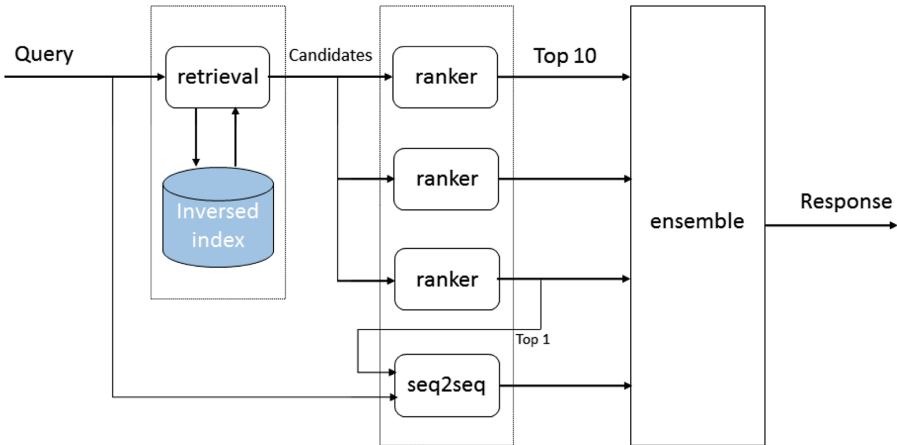 Query
retrieval
Candidates
ranker
Top 10
Inversed
index
ranker
ensemble
Response
ranker
Top 1
seq2seq